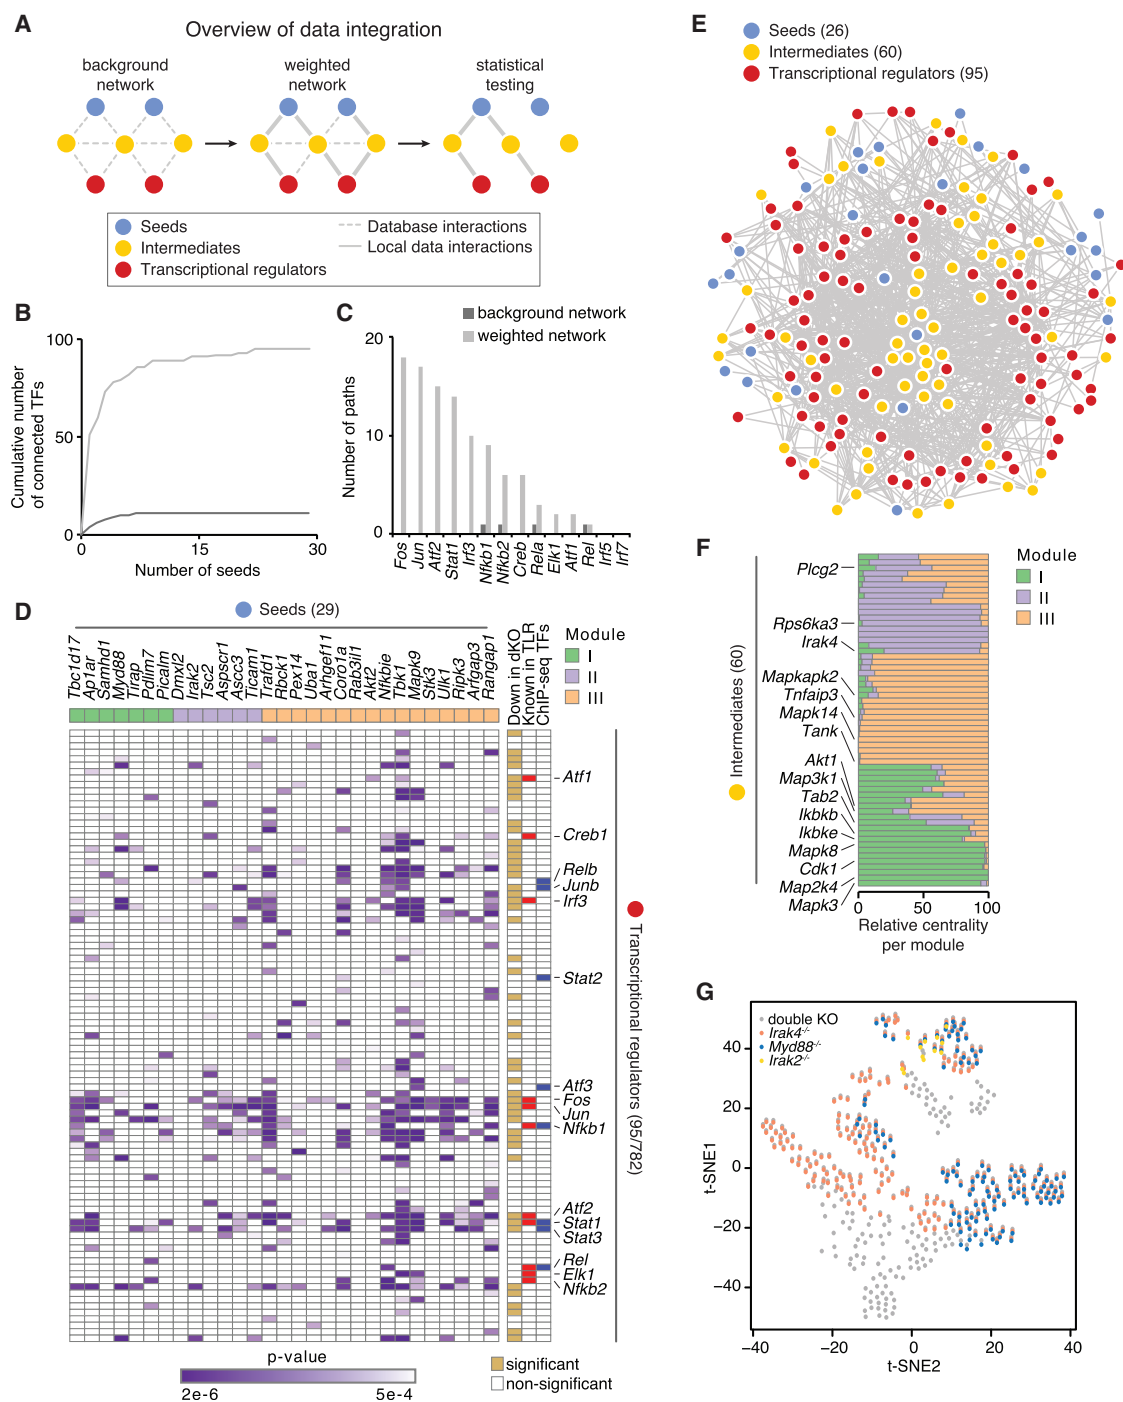 A
Overview of data integration
background
network
weighted
network
statistical
testing
Seeds
Intermediates
Transcriptional regulators
Database interactions
Local data interactions
B
Cumulative number
of connected TFs
100
50
0
0
15
30
Number of seeds
C
background network
weighted network
Number of paths
20
10
0
Fos
Jun
Atf2
Stat1
Irf3
Nfkb1
Nfkb2
Creb
Rela
Elk1
Atf1
Rel
Irf5
Irf7
D
Seeds (29)
Tbc1d17
Ap1ar
Samhd1
Myd88
Tirap
Pdlim7
Picalm
Dmxl2
Irak2
Tsc2
Aspscr1
Ascc3
Ticam1
Trafd1
Rbck1
Pex14
Uba1
Arhgef11
Coro1a
Rab3il1
Akt2
Nfkbie
Tbk1
Mapk9
Sik3
Ulk1
Ripk3
Arfgap3
Rangap1
Down in dKO
Known in TLR
ChIP-seq TFs
Module
I
II
III
Atf1
Creb1
Relb
Junb
Irf3
Stat2
Atf3
Fos
Jun
Nfkb1
Atf2
Stat1
Stat3
Rel
Elk1
Nfkb2
Transcriptional regulators (95/782)
p-value
2e-6
5e-4
significant
non-significant
E
Seeds (26)
Intermediates (60)
Transcriptional regulators (95)
F
Intermediates (60)
Plcg2
Rps6ka3
Irak4
Mapkapk2
Tnfaip3
Mapk14
Tank
Akt1
Map3k1
Tab2
Ikbkb
Ikbke
Mapk8
Cdk1
Map2k4
Mapk3
Module
I
II
III
0
50
100
Relative centrality
per module
G
double KO
Irak4-/-
Myd88-/-
Irak2-/-
t-SNE1
40
20
0
−20
−40
−40
−20
0
20
40
t-SNE2